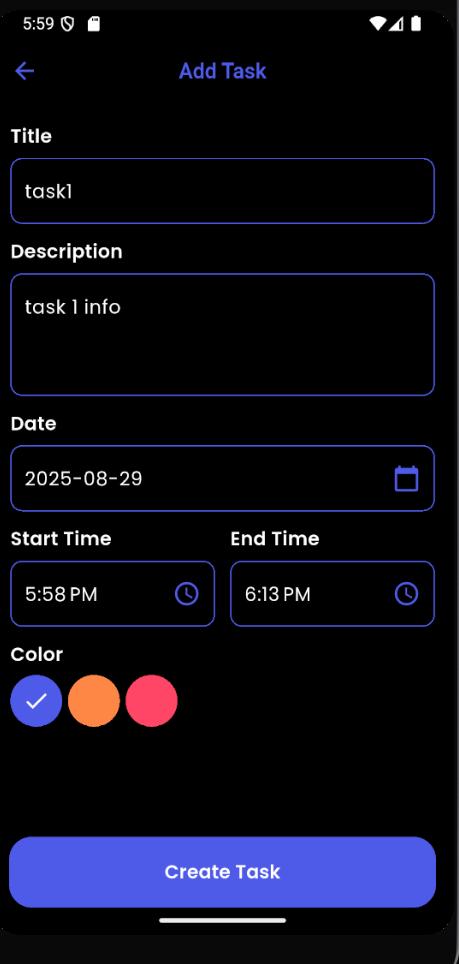 5:59
Add Task
Title
task1
Description
task 1 info
Date
2025-08-29
Start Time End Time
5:58 PM 6:13 PM
Color
Create Task